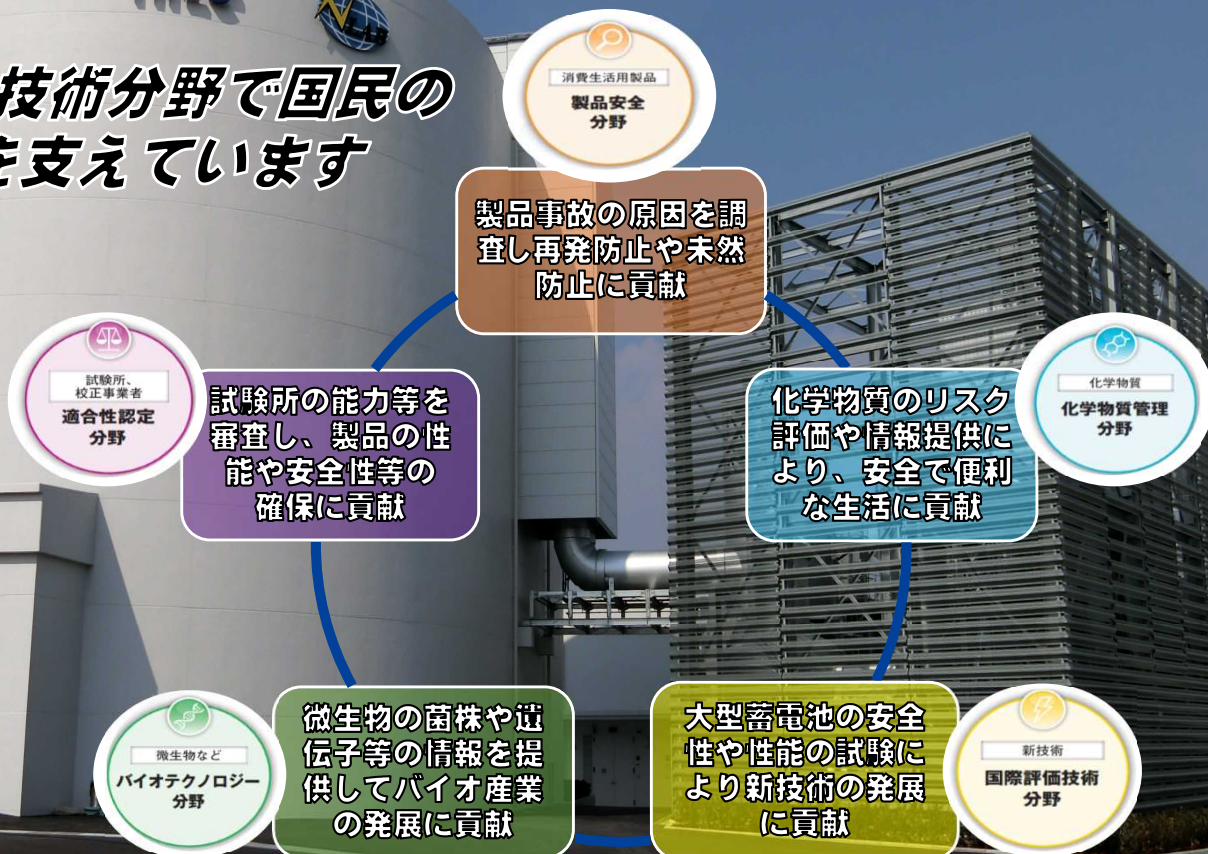 LAB
技術分野で国民の
を支えています
消費生活用製品
製品安全
分野
製品事故の原因を調
査し再発防止や未然
防止に貢献
試験所、
校正事業者
適合性認定
分野
試験所の能力等を
審査し、製品の性
能や安全性等の
確保に貢献
化学物質のリスク
評価や情報提供に
より、安全で便利
な生活に貢献
化学物質
化学物質管理
分野
微生物など
バイオテクノロジー
分野
微生物の菌株や遺
伝子等の情報を提
供してバイオ産業
の発展に貢献
大型蓄電池の安全
性や性能の試験に
より新技術の発展
に貢献
新技術
国際評価技術
分野